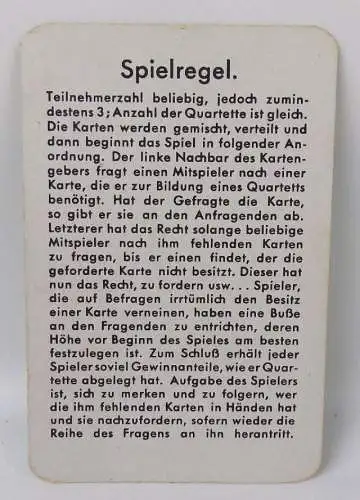 Spielregel.
Teilnehmerzahl beliebig, jedoch zumin-
destens 3; Anzahl der Quartette ist gleich.
Die Karten werden gemischt, verteilt und
dann beginnt das Spiel in folgender An-
ordnung. Der linke Nachbar des Karten-
gebers fragt einen Mitspieler nach einer
Karte, die er zur Bildung eines Quartetts
benötigt. Hat der Gefragte die Karte,
so gibt er sie an den Anfragenden ab.
Letzterer hat das Recht solange beliebige
Mitspieler nach ihm fehlenden Karten
zu fragen, bis er einen findet, der die
geforderte Karte nicht besitzt. Dieser hat
nun das Recht, zu fordern usw... Spieler,
die auf Befragen irrtümlich den Besitz
einer Karte verneinen, haben eine Buße
an den Fragenden zu entrichten, deren
Höhe vor Beginn des Spieles am besten
festzulegen ist. Zum Schluß erhält jeder
Spieler soviel Gewinnanteile, wie er Quar-
tette abgelegt hat. Aufgabe des Spielers
ist, sich zu merken und zu folgern, wer
die ihm fehlenden Karten in Händen hat
und sie nachzufordern, sofern wieder die
Reihe des Fragens an ihn herantritt.